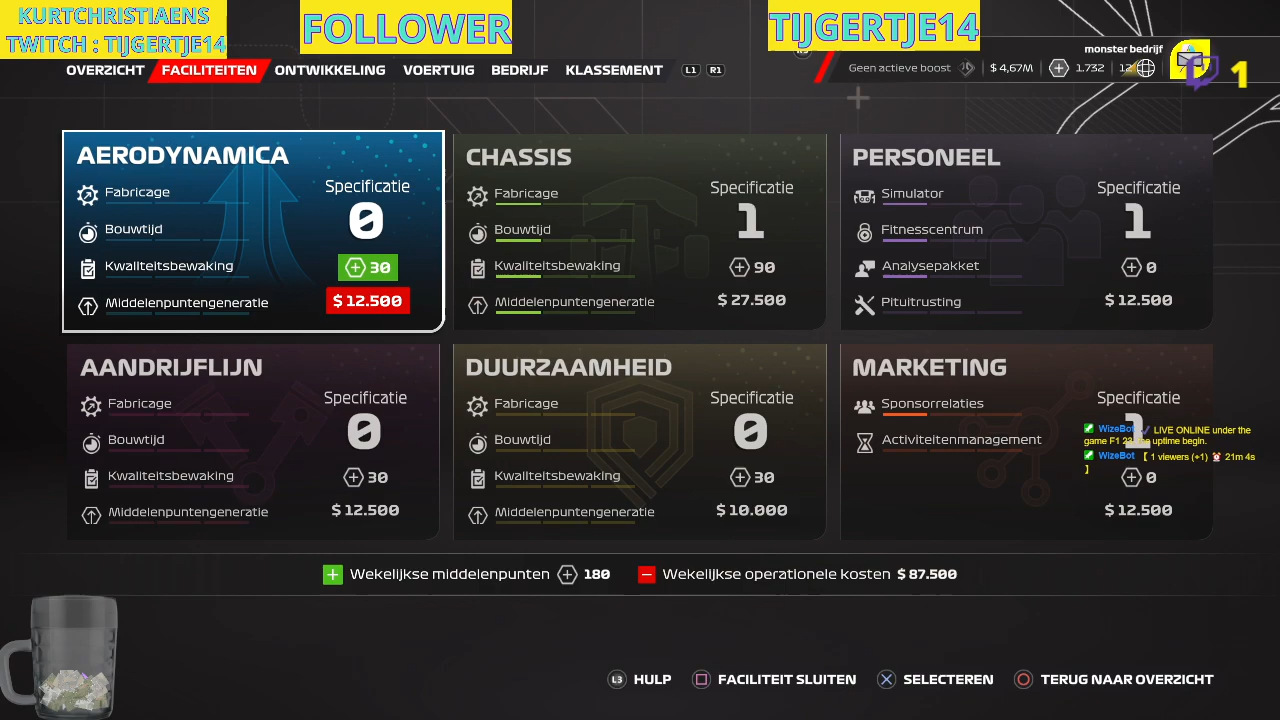 KURTCHRISTIAENS
TWITCH : TIJGERTJE14
FOLLOWER
TIJGERTJE14
monster bedrijf
OVERZICHT FACILITEITEN ONTWIKKELING VOERTUIG BEDRIJF KLASSEMENT L1 R1
Geen actieve boost $ 4,67M 1.732 12
1
AERODYNAMICA
Fabricage
Bouwtijd
Kwaliteitsbewaking
Middelenpuntengeneratie
Specificatie
0
30
$ 12.500
CHASSIS
Fabricage
Bouwtijd
Kwaliteitsbewaking
Middelenpuntengeneratie
Specificatie
1
90
$ 27.500
PERSONEEL
Simulator
Fitnesscentrum
Analysepakket
Pituitrusting
Specificatie
1
0
$ 12.500
AANDRIJFLIJN
Fabricage
Bouwtijd
Kwaliteitsbewaking
Middelenpuntengeneratie
Specificatie
0
30
$ 12.500
DUURZAAMHEID
Fabricage
Bouwtijd
Kwaliteitsbewaking
Middelenpuntengeneratie
Specificatie
0
30
$ 10.000
MARKETING
Sponsorrelaties
Activiteitenmanagement
Specificatie
1
0
$ 12.500
WizeBot LIVE ONLINE under the
game F1 23, uptime begin.
WizeBot 【 1 viewers (+1) ⏰ 21m 4s
】
+ Wekelijkse middelenpunten 180 − Wekelijkse operationele kosten $ 87.500
L3 HULP FACILITEIT SLUITEN SELECTEREN TERUG NAAR OVERZICHT